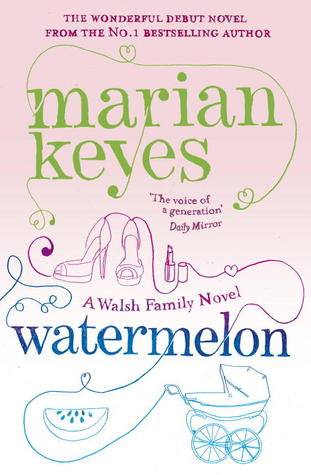 THE WONDERFUL DEBUT NOVEL
FROM THE NO.1 BESTSELLING AUTHOR
marian
keyes
'The voice of
a generation'
Daily Mirror
A Walsh Family Novel
watermelon